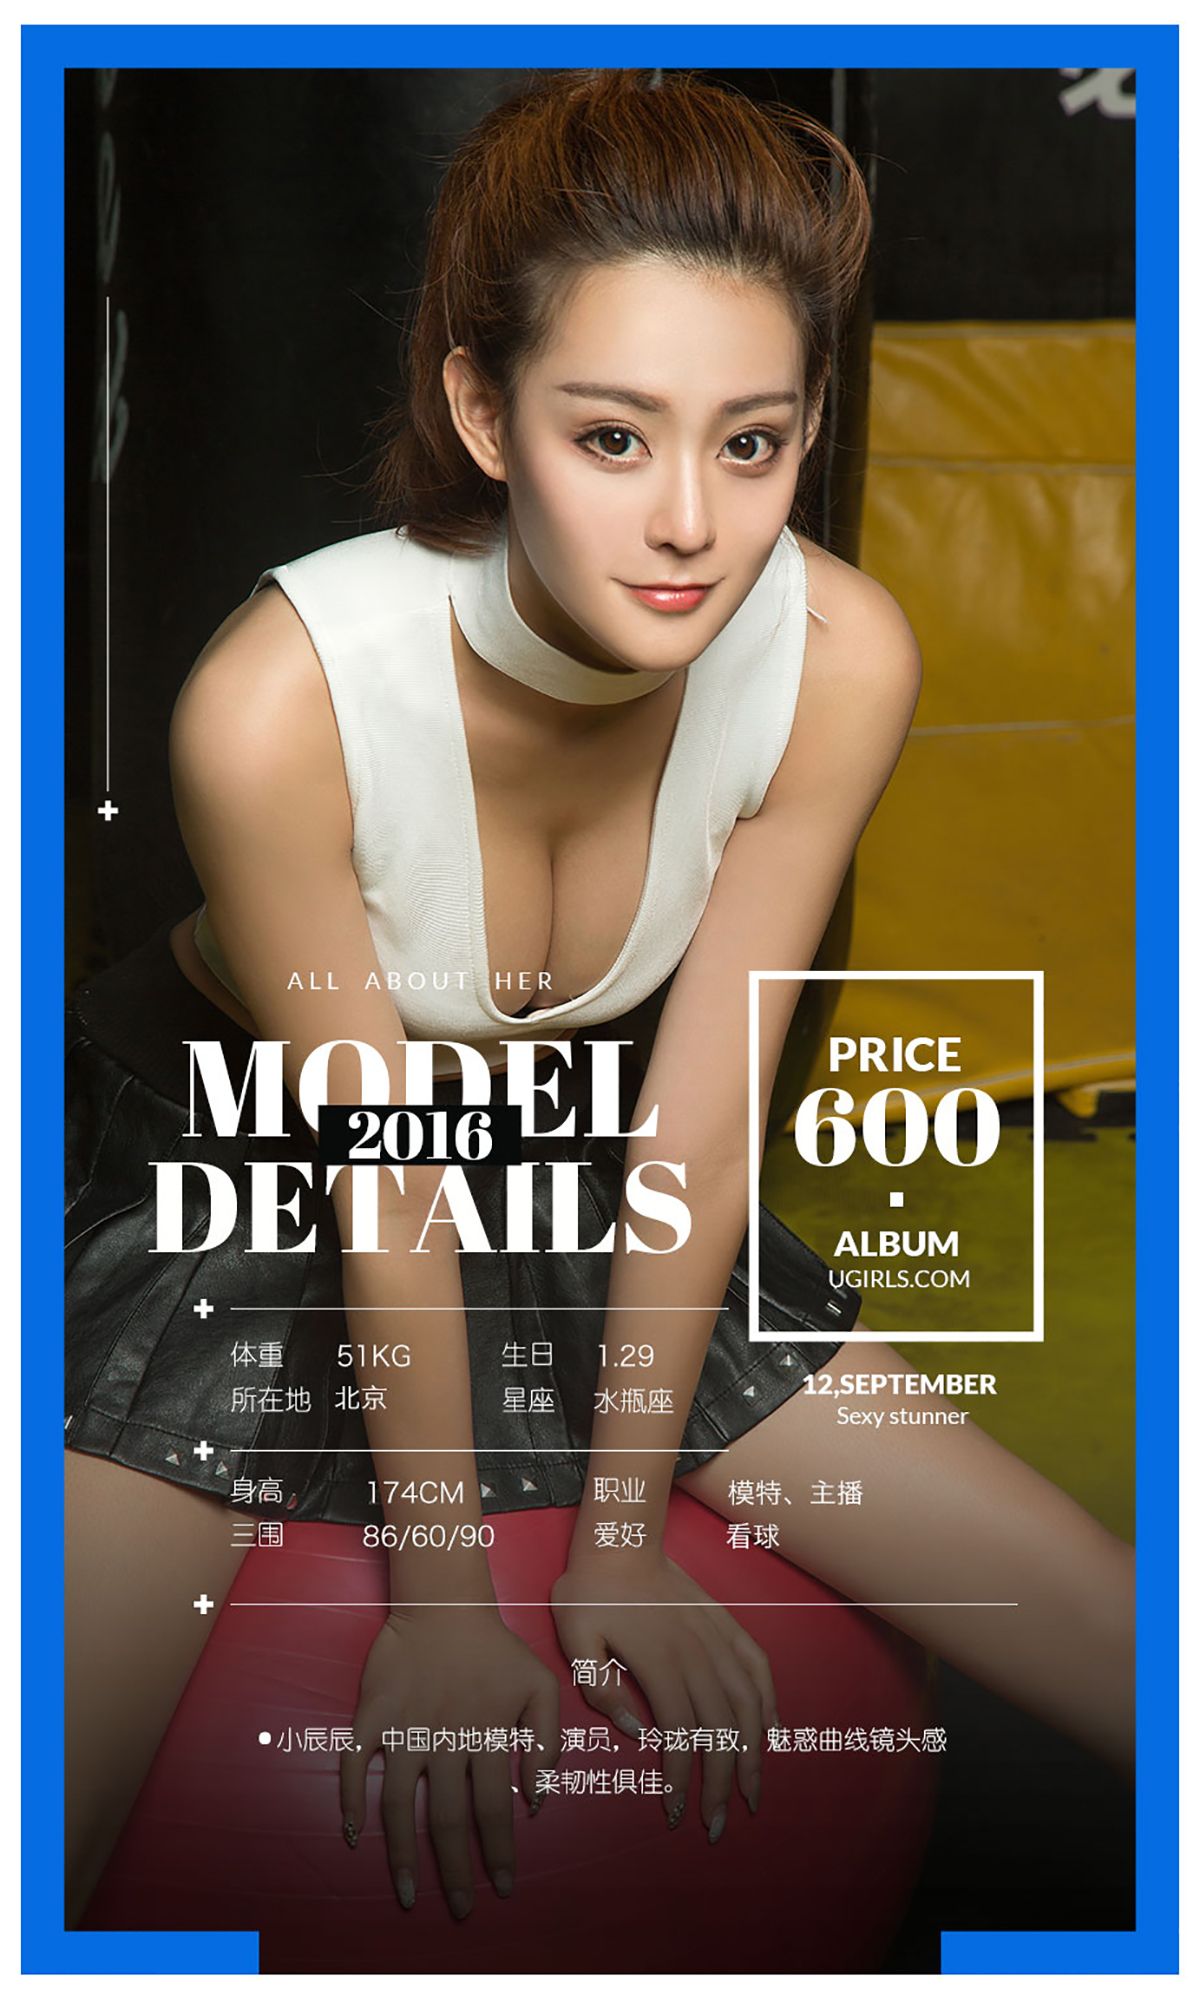 ALL ABOUT HER
MODEL
2016
DETAILS
PRICE
600
ALBUM
UGIRLS.COM
12,SEPTEMBER
Sexy stunner
体重 51KG 生日 1.29
所在地 北京 星座 水瓶座
身高 174CM 职业 模特、主播
三围 86/60/90 爱好 看球
简介
●小辰辰，中国内地模特、演员，玲珑有致，魅惑曲线镜头感
、柔韧性俱佳。